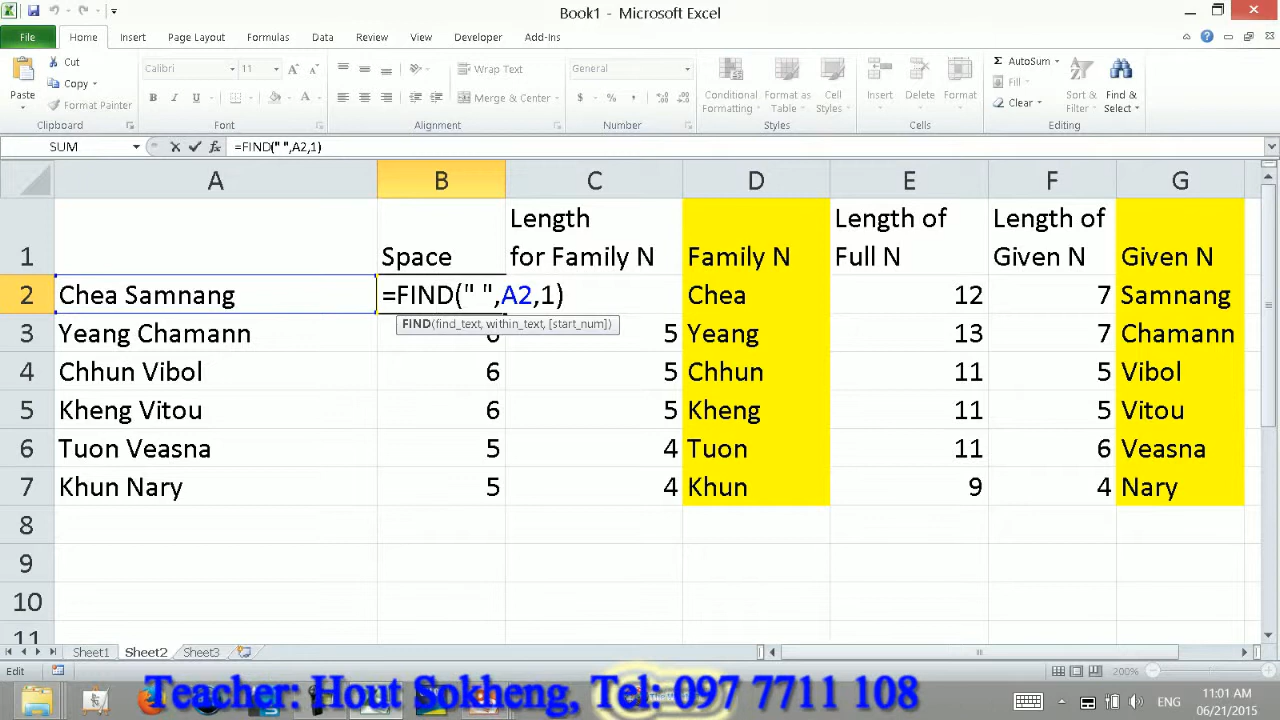 Book1 - Microsoft Excel
File Home Insert Page Layout Formulas Data Review View Developer Add-Ins
Paste
Cut
Copy
Format Painter
Clipboard
Calibri 11
B I U
Font
Wrap Text
Merge & Center
Alignment
General
$ % ,
Number
Conditional Formatting
Format as Table
Cell Styles
Styles
Insert Delete Format
Cells
AutoSum
Fill
Clear
Sort & Filter
Find & Select
Editing
SUM =FIND(" ",A2,1)
A B C D E F G
1 Space Length for Family N Family N Length of Full N Length of Given N Given N
2 Chea Samnang =FIND(" ",A2,1) Chea 12 7 Samnang
FIND(find_text, within_text, [start_num])
3 Yeang Chamann 6 5 Yeang 13 7 Chamann
4 Chhun Vibol 6 5 Chhun 11 5 Vibol
5 Kheng Vitou 6 5 Kheng 11 5 Vitou
6 Tuon Veasna 5 4 Tuon 11 6 Veasna
7 Khun Nary 5 4 Khun 9 4 Nary
8
9
10
11
Sheet1 Sheet2 Sheet3
Edit 200%
Teacher: Hout Sokheng, Tel: 097 7711 108
ENG
11:01 AM
06/21/2015